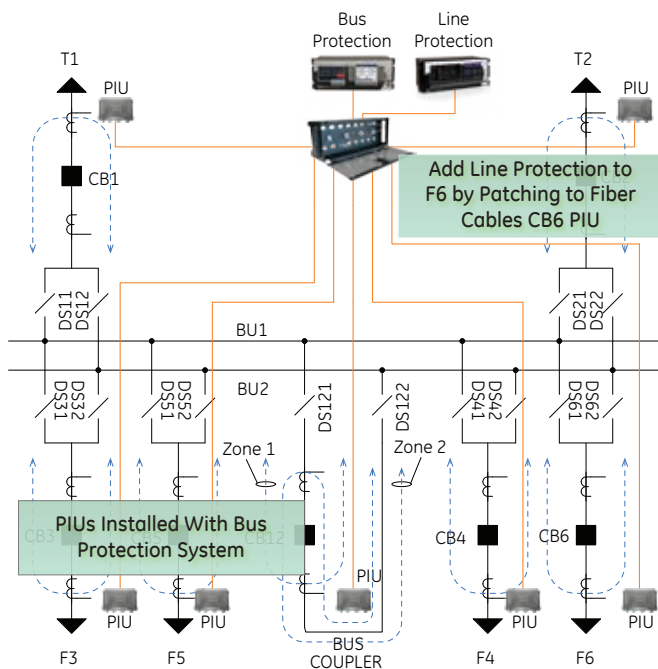 Bus
Protection
Line
Protection
T1
T2
PIU
PIU
CB1
CB2
Add Line Protection to
F6 by Patching to Fiber
Cables CB6 PIU
DS11
DS12
DS21
DS22
BU1
BU2
DS31
DS32
DS51
DS52
DS121
DS122
DS41
DS42
DS61
DS62
Zone 1
Zone 2
PIUs Installed With Bus
Protection System
CB3
CB5
CB12
CB4
CB6
PIU
PIU
PIU
PIU
PIU
F3
F5
BUS
COUPLER
F4
F6